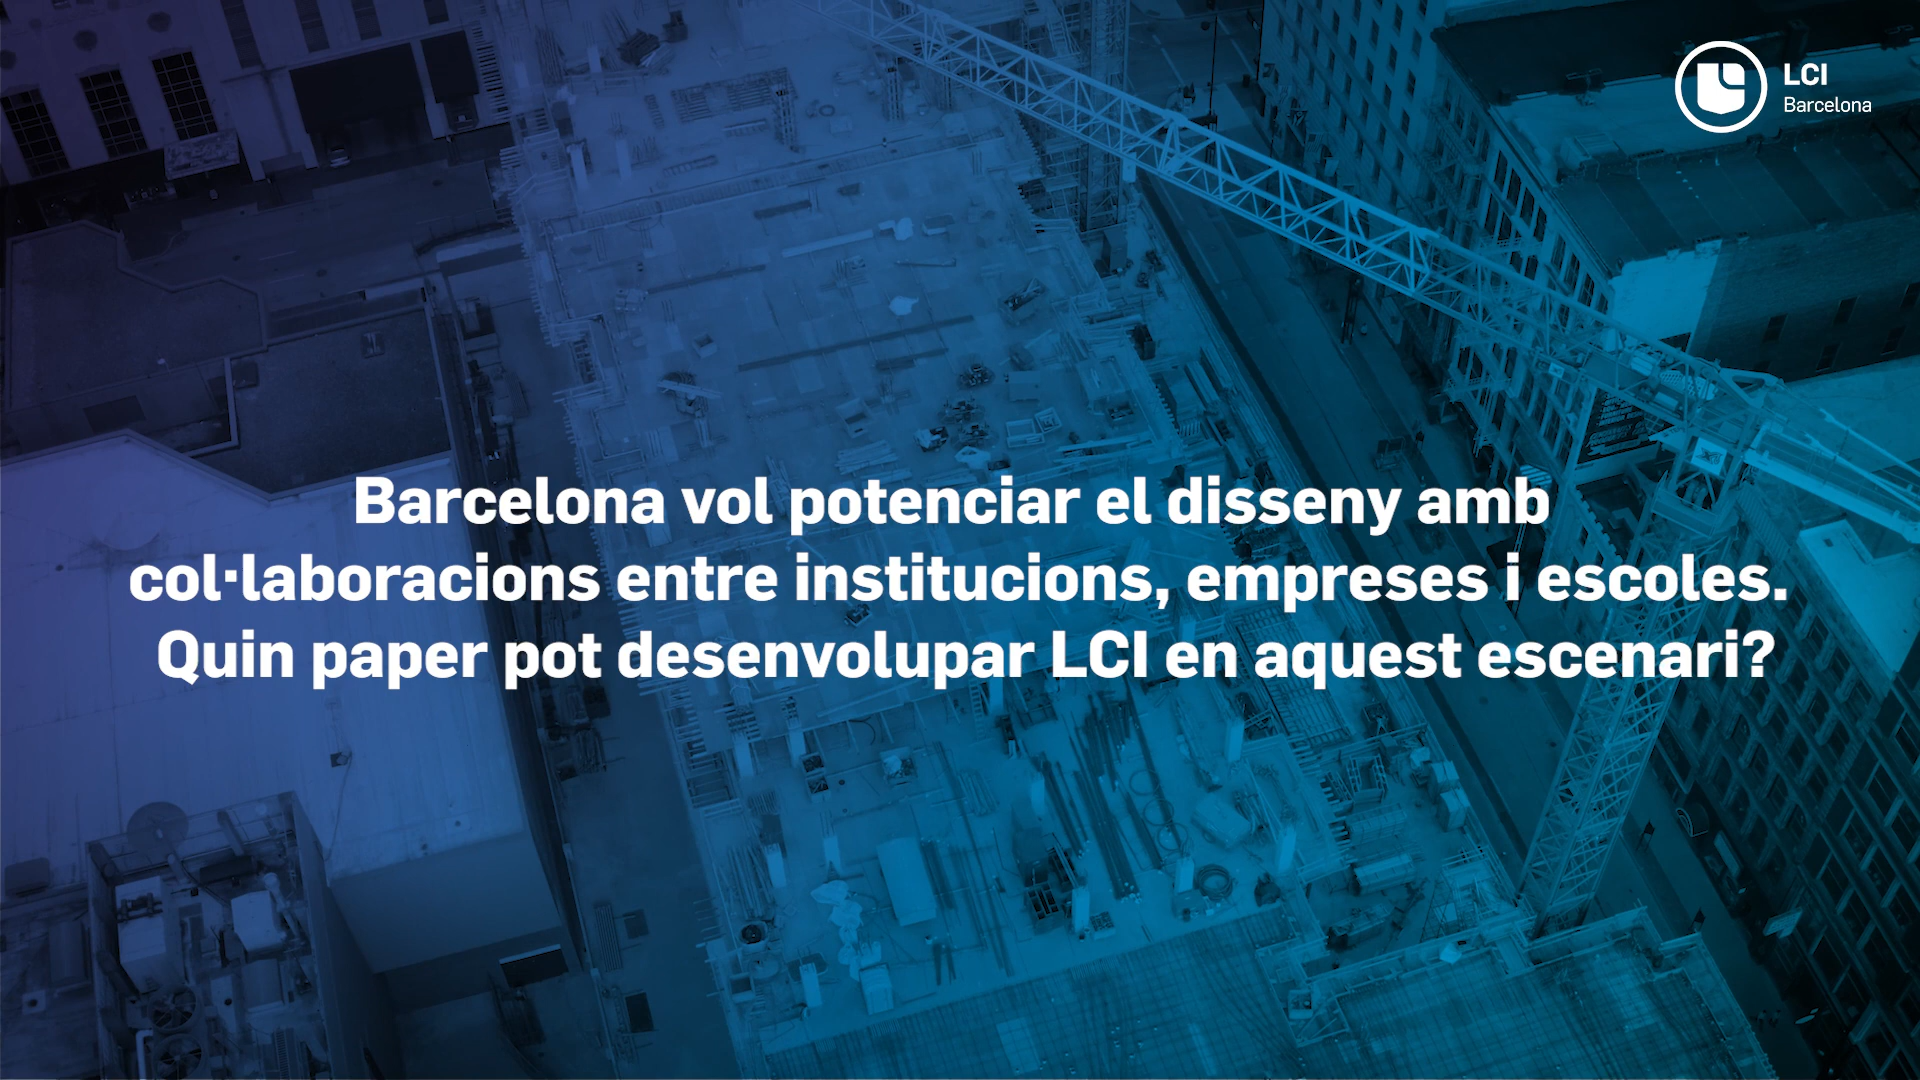 LCI
Barcelona
Barcelona vol potenciar el disseny amb
col·laboracions entre institucions, empreses i escoles.
Quin paper pot desenvolupar LCI en aquest escenari?